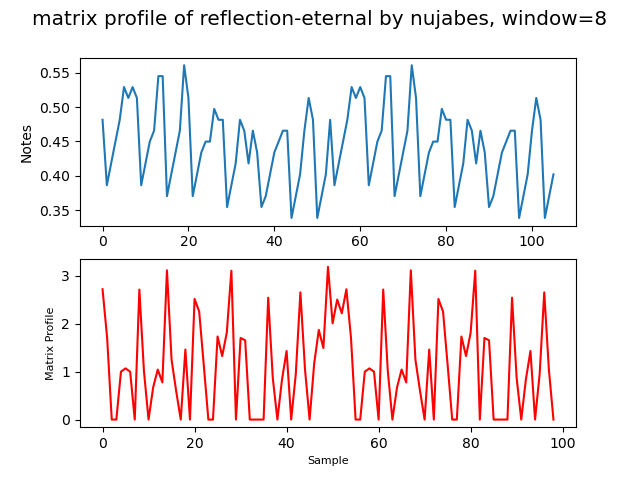 matrix profile of reflection-eternal by nujabes, window=8
0.55
0.50
0.45
0.40
0.35
Notes
0 20 40 60 80 100
3
2
1
0
Matrix Profile
0 20 40 60 80 100
Sample